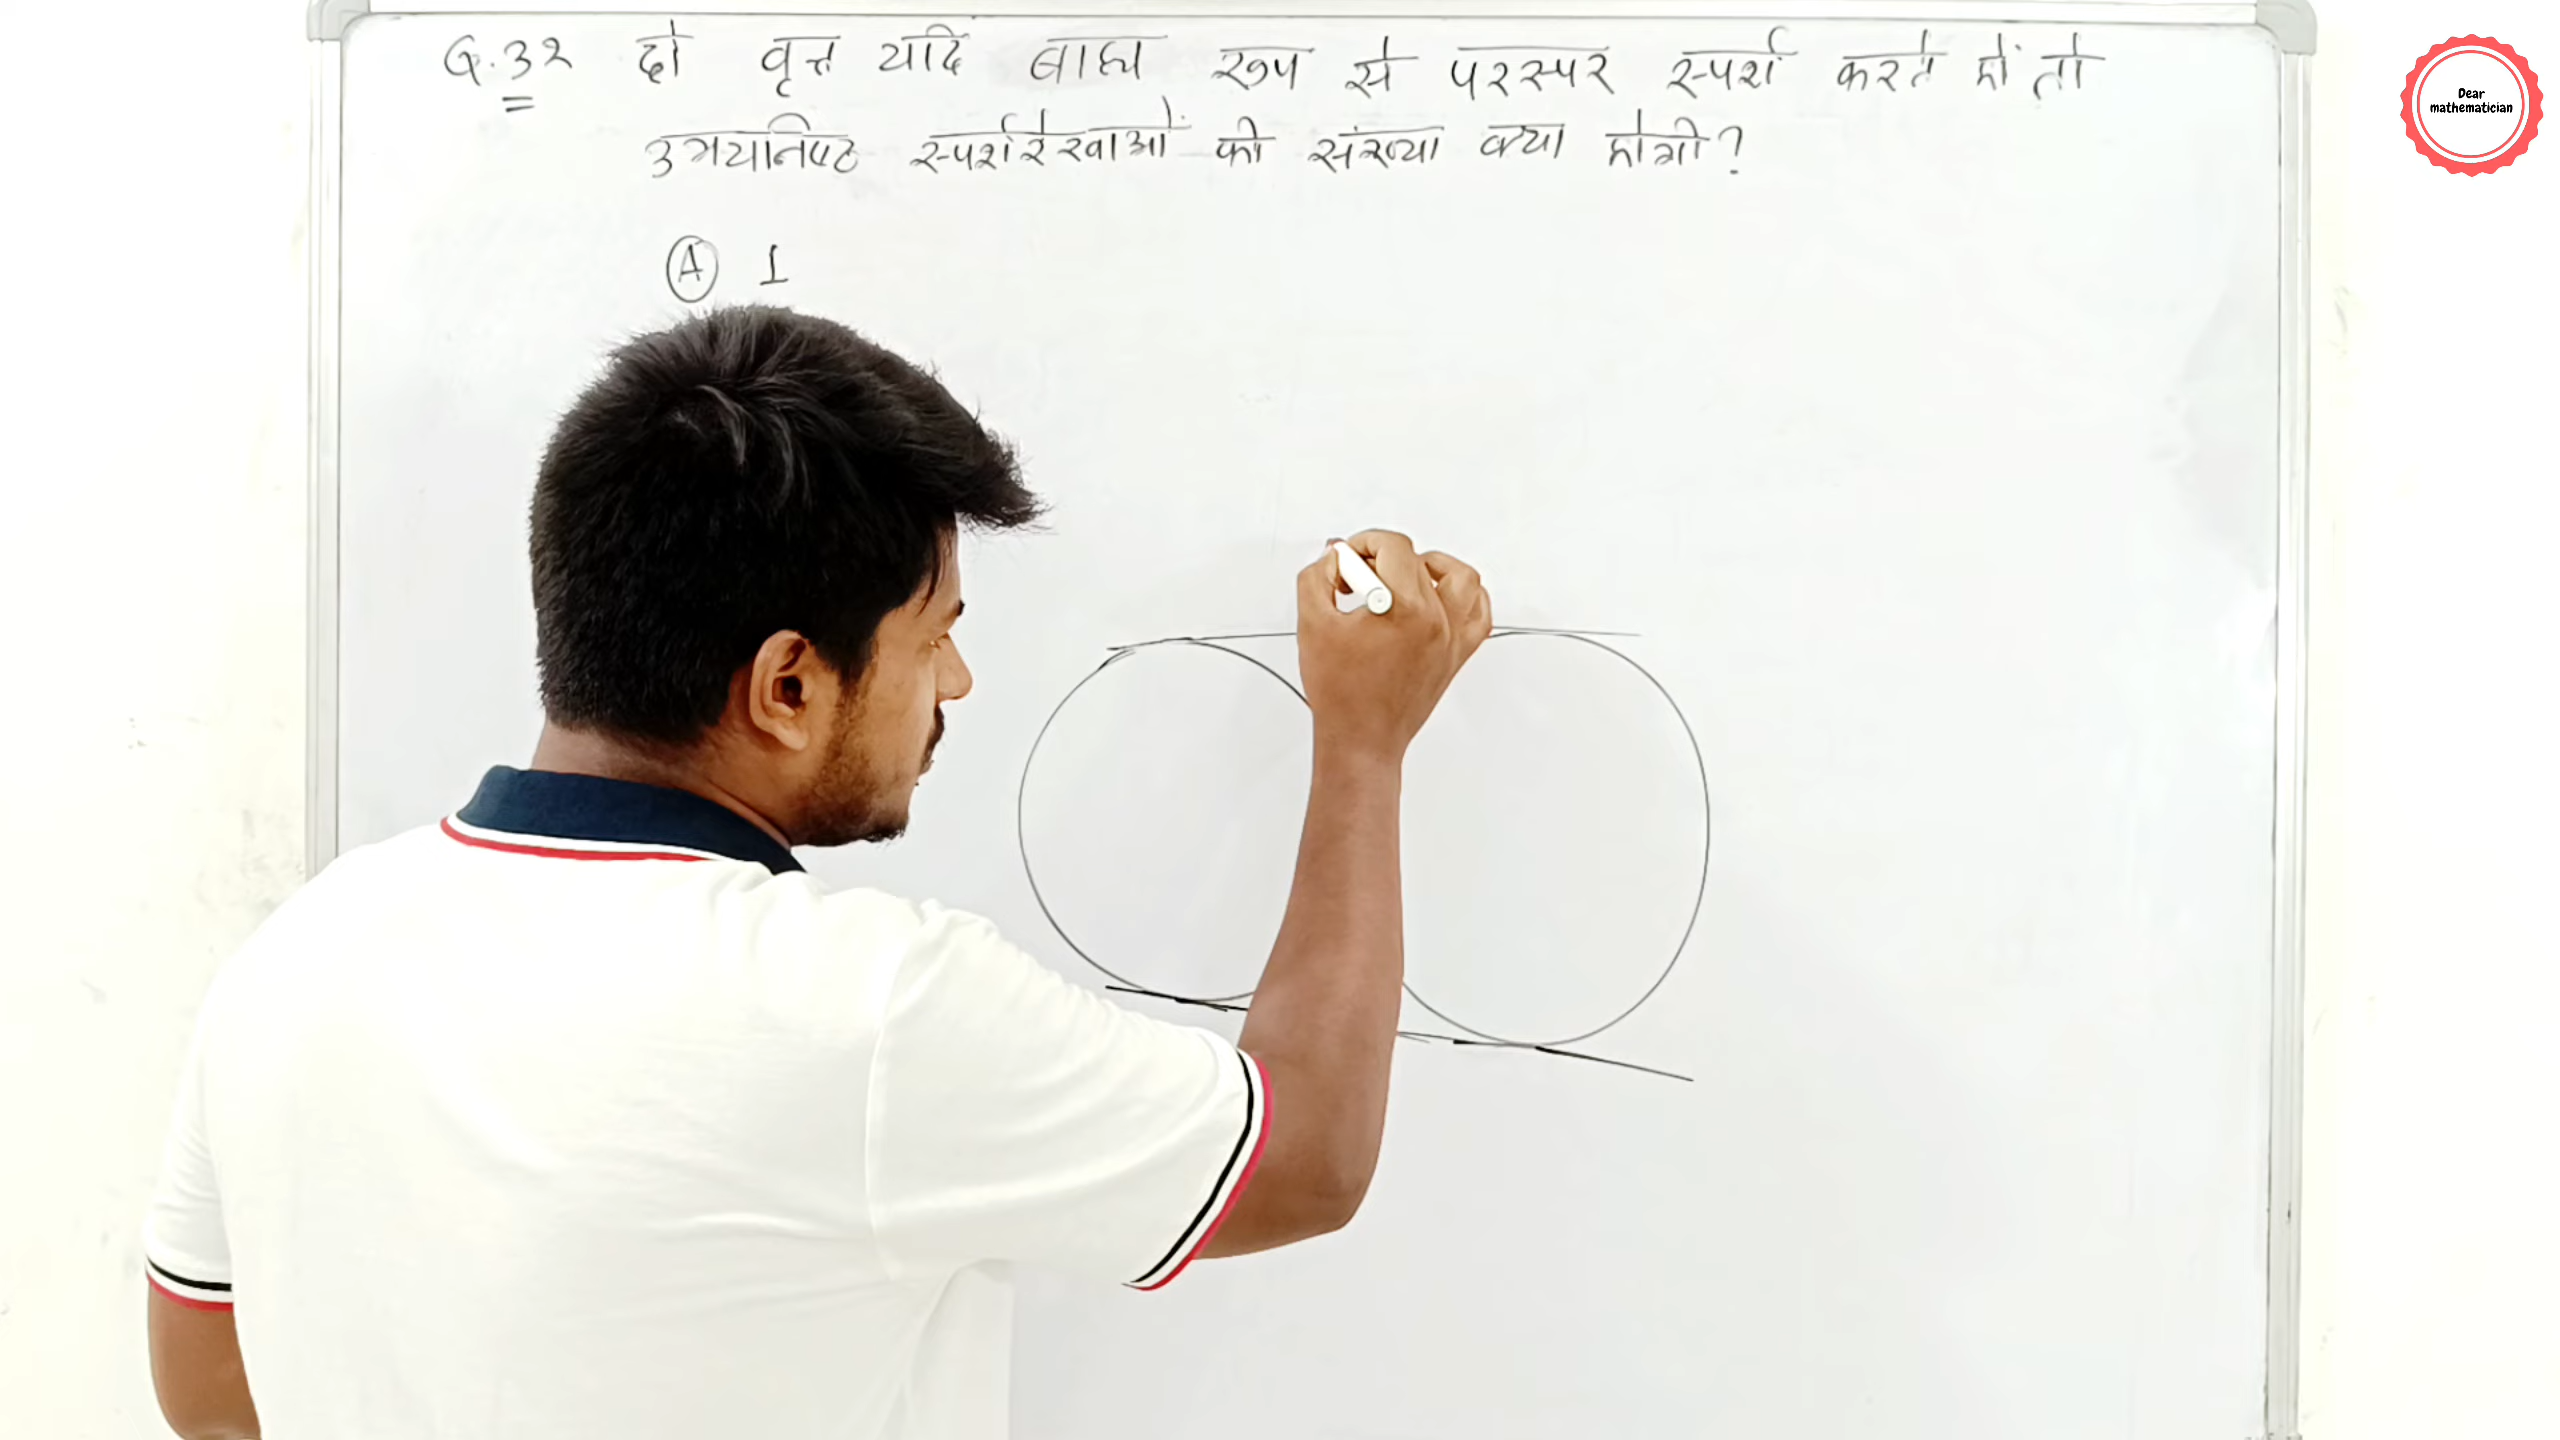 Q.32 दो वृत्त यदि बाह्य रूप से परस्पर स्पर्श करते हों तो
उभयनिष्ठ स्पर्शरेखाओं की संख्या क्या होगी?
(A) 1
Dear
mathematician